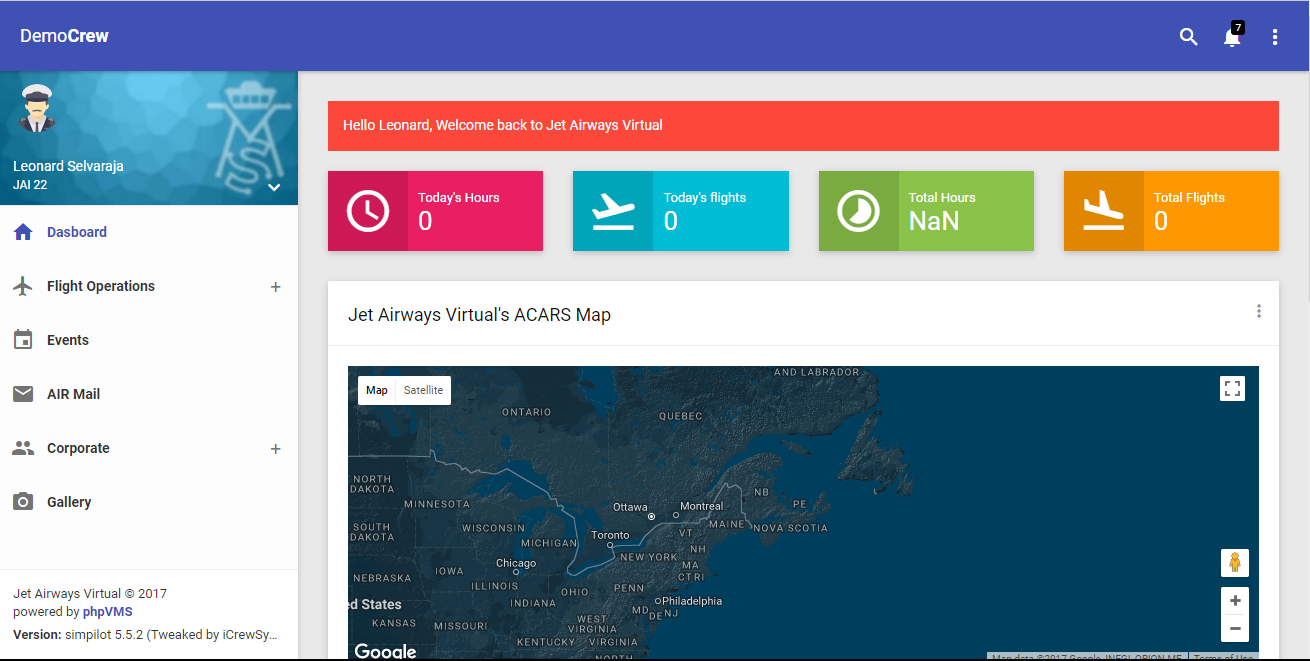 DemoCrew
7
Leonard Selvaraja
JAI 22
Dasboard
Flight Operations +
Events
AIR Mail
Corporate +
Gallery
Jet Airways Virtual © 2017
powered by phpVMS
Version: simpilot 5.5.2 (Tweaked by iCrewSy...
Hello Leonard, Welcome back to Jet Airways Virtual
Today's Hours
0
Today's flights
0
Total Hours
NaN
Total Flights
0
Jet Airways Virtual's ACARS Map
Map Satellite
AND LABRADOR
ONTARIO
QUEBEC
NORTH
DAKOTA
MINNESOTA
Ottawa
Montreal
NB
PE
SOUTH
DAKOTA
WISCONSIN
MICHIGAN
Toronto
VT
MAINE
NOVA SCOTIA
NH
Chicago
NEW YORK
MA
CT RI
NEBRASKA
IOWA
ILLINOIS
INDIANA
OHIO
PENN
Philadelphia
MD
DE
NJ
ed States
KANSAS
MISSOURI
WEST
VIRGINIA
KENTUCKY
VIRGINIA
NORTH
Google
+
−
Map data ©2017 Google, INEGI, ORION-ME
Terms of Use